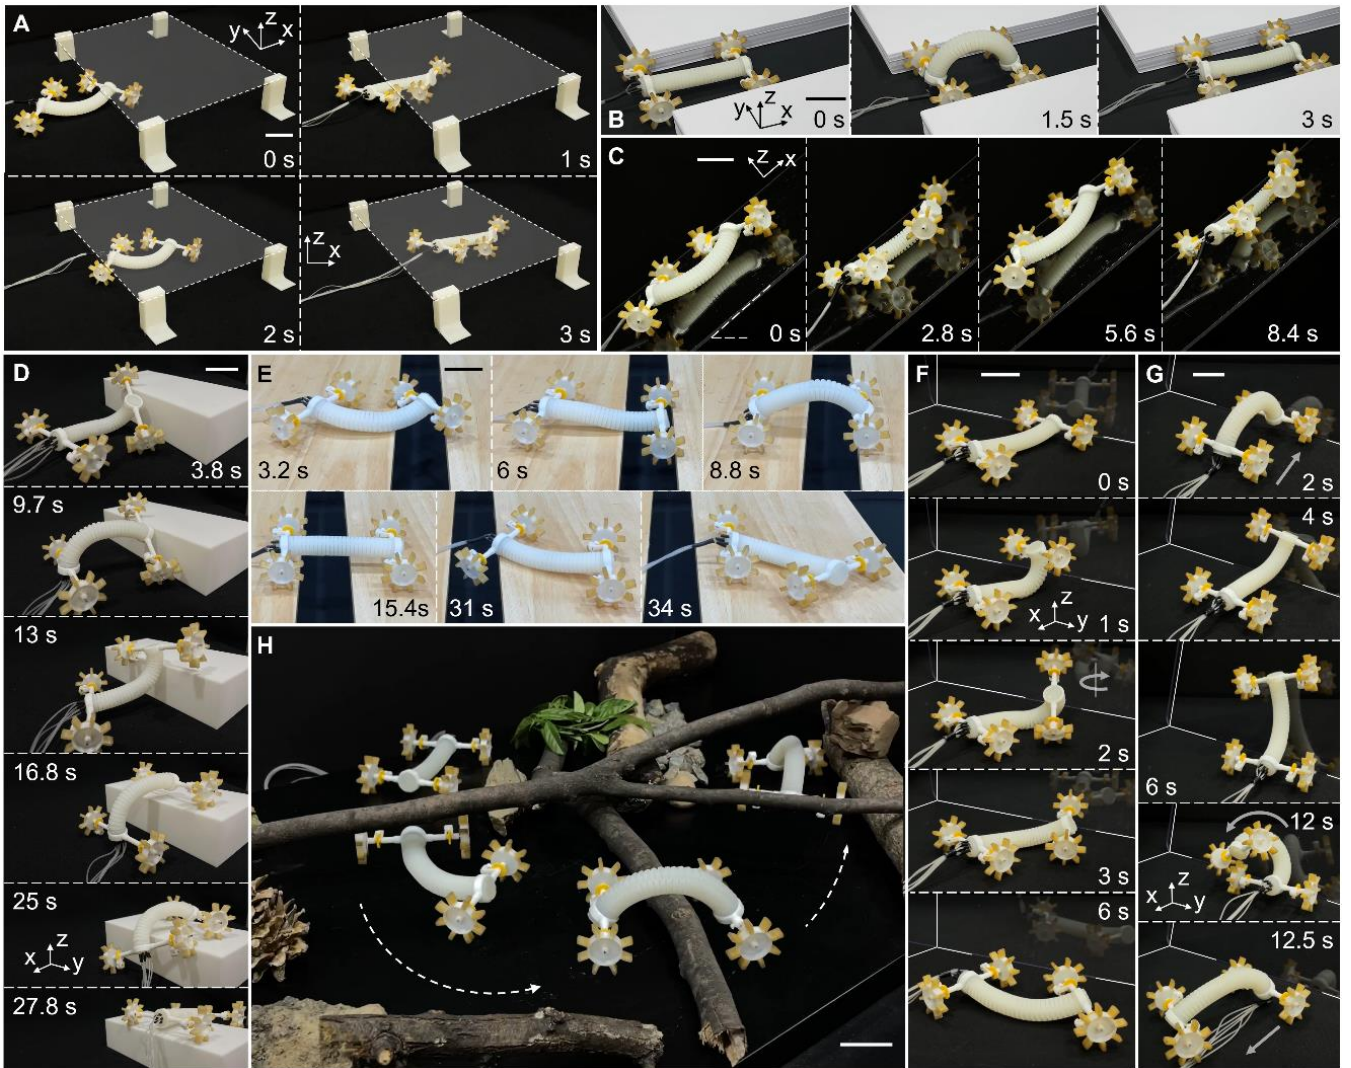 A
y z x
0 s
1 s
2 s
z x
3 s
B
y z x
0 s
1.5 s
3 s
C
z x
0 s
2.8 s
5.6 s
8.4 s
D
3.8 s
9.7 s
13 s
16.8 s
25 s
z
x y
27.8 s
E
3.2 s
6 s
8.8 s
15.4s
31 s
34 s
F
0 s
z
x y
1 s
2 s
3 s
6 s
G
2 s
4 s
6 s
12 s
z
x y
12.5 s
H